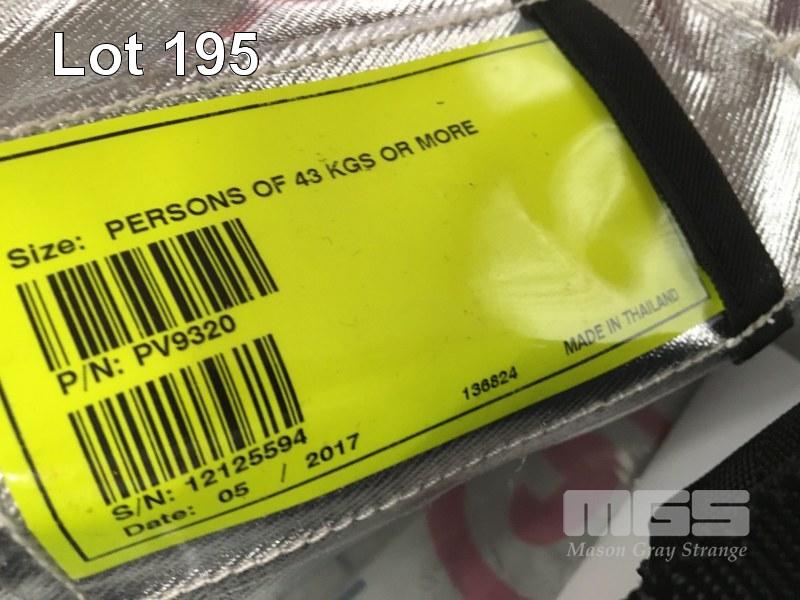 Lot 195
Size: PERSONS OF 43 KGS OR MORE
P/N: PV9320
S/N: 12125594
Date: 05 / 2017
136824
MADE IN THAILAND
MGS
Mason Gray Strange